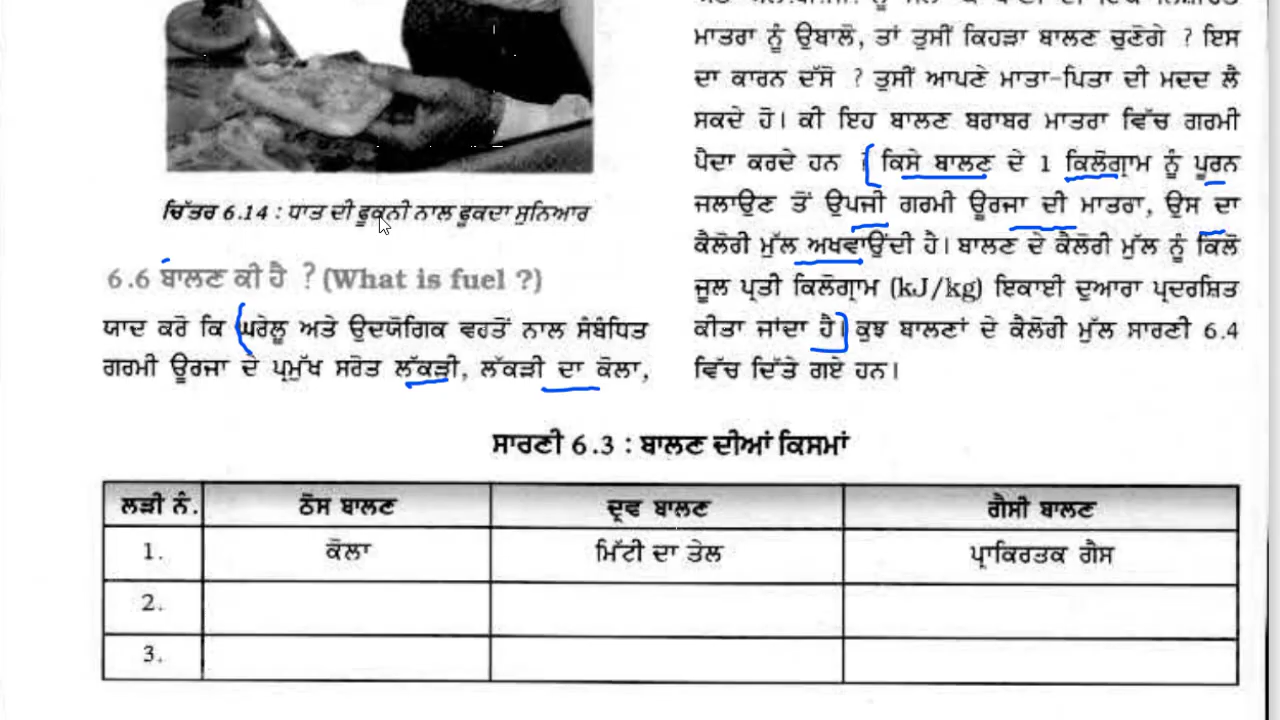 ਚਿੱਤਰ 6.14 : ਧਾਤ ਦੀ ਫੂਕਨੀ ਨਾਲ ਫੂਕਦਾ ਸੁਨਿਆਰ
6.6 ਬਾਲਣ ਕੀ ਹੈ ? (What is fuel ?)
ਯਾਦ ਕਰੋ ਕਿ ਘਰੇਲੂ ਅਤੇ ਉਦਯੋਗਿਕ ਵਰਤੋਂ ਨਾਲ ਸੰਬੰਧਿਤ
ਗਰਮੀ ਊਰਜਾ ਦੇ ਪ੍ਰਮੁੱਖ ਸਰੋਤ ਲੱਕੜੀ, ਲੱਕੜੀ ਦਾ ਕੋਲਾ,
ਮਾਤਰਾ ਨੂੰ ਉਬਾਲੋ, ਤਾਂ ਤੁਸੀਂ ਕਿਹੜਾ ਬਾਲਣ ਚੁਣੋਗੇ ? ਇਸ
ਦਾ ਕਾਰਨ ਦੱਸੋ ? ਤੁਸੀਂ ਆਪਣੇ ਮਾਤਾ-ਪਿਤਾ ਦੀ ਮਦਦ ਲੈ
ਸਕਦੇ ਹੋ। ਕੀ ਇਹ ਬਾਲਣ ਬਰਾਬਰ ਮਾਤਰਾ ਵਿੱਚ ਗਰਮੀ
ਪੈਦਾ ਕਰਦੇ ਹਨ ਕਿਸੇ ਬਾਲਣ ਦੇ 1 ਕਿਲੋਗ੍ਰਾਮ ਨੂੰ ਪੂਰਨ
ਜਲਾਉਣ ਤੋਂ ਉਪਜੀ ਗਰਮੀ ਊਰਜਾ ਦੀ ਮਾਤਰਾ, ਉਸ ਦਾ
ਕੈਲੋਰੀ ਮੁੱਲ ਅਖਵਾਉਂਦੀ ਹੈ। ਬਾਲਣ ਦੇ ਕੈਲੋਰੀ ਮੁੱਲ ਨੂੰ ਕਿਲੋ
ਜੂਲ ਪ੍ਰਤੀ ਕਿਲੋਗ੍ਰਾਮ (kJ/kg) ਇਕਾਈ ਦੁਆਰਾ ਪ੍ਰਦਰਸ਼ਿਤ
ਕੀਤਾ ਜਾਂਦਾ ਹੈ। ਕੁਝ ਬਾਲਣਾਂ ਦੇ ਕੈਲੋਰੀ ਮੁੱਲ ਸਾਰਣੀ 6.4
ਵਿੱਚ ਦਿੱਤੇ ਗਏ ਹਨ।
ਸਾਰਣੀ 6.3 : ਬਾਲਣ ਦੀਆਂ ਕਿਸਮਾਂ
ਲੜੀ ਨੰ. ਠੋਸ ਬਾਲਣ ਦ੍ਰਵ ਬਾਲਣ ਗੈਸੀ ਬਾਲਣ
1. ਕੋਲਾ ਮਿੱਟੀ ਦਾ ਤੇਲ ਪ੍ਰਾਕਿਰਤਕ ਗੈਸ
2.
3.